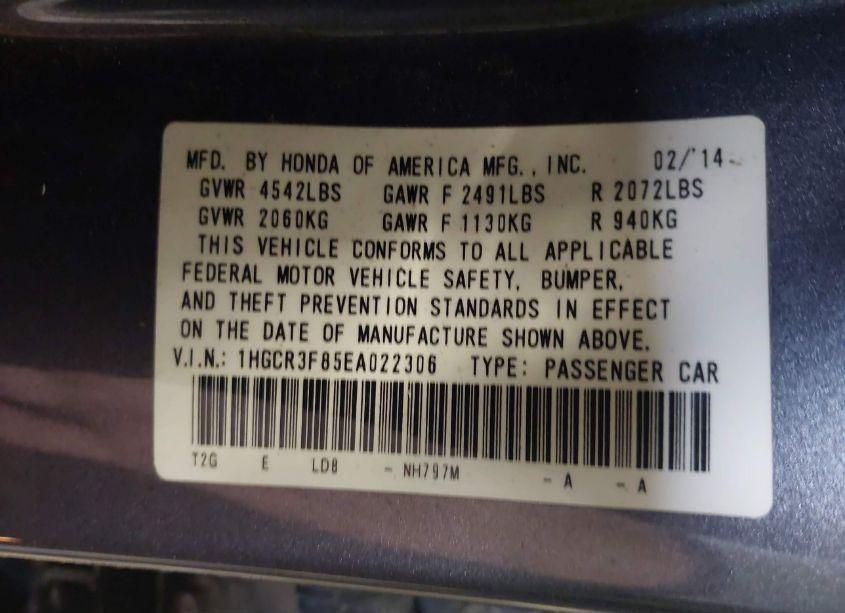 MFD. BY HONDA OF AMERICA MFG., INC. 02/'14
GVWR 4542LBS GAWR F 2491LBS R 2072LBS
GVWR 2060KG GAWR F 1130KG R 940KG
THIS VEHICLE CONFORMS TO ALL APPLICABLE
FEDERAL MOTOR VEHICLE SAFETY, BUMPER,
AND THEFT PREVENTION STANDARDS IN EFFECT
ON THE DATE OF MANUFACTURE SHOWN ABOVE.
V.I.N.: 1HGCR3F85EA022306 TYPE: PASSENGER CAR
T2G E LD8 - NH797M - A - A